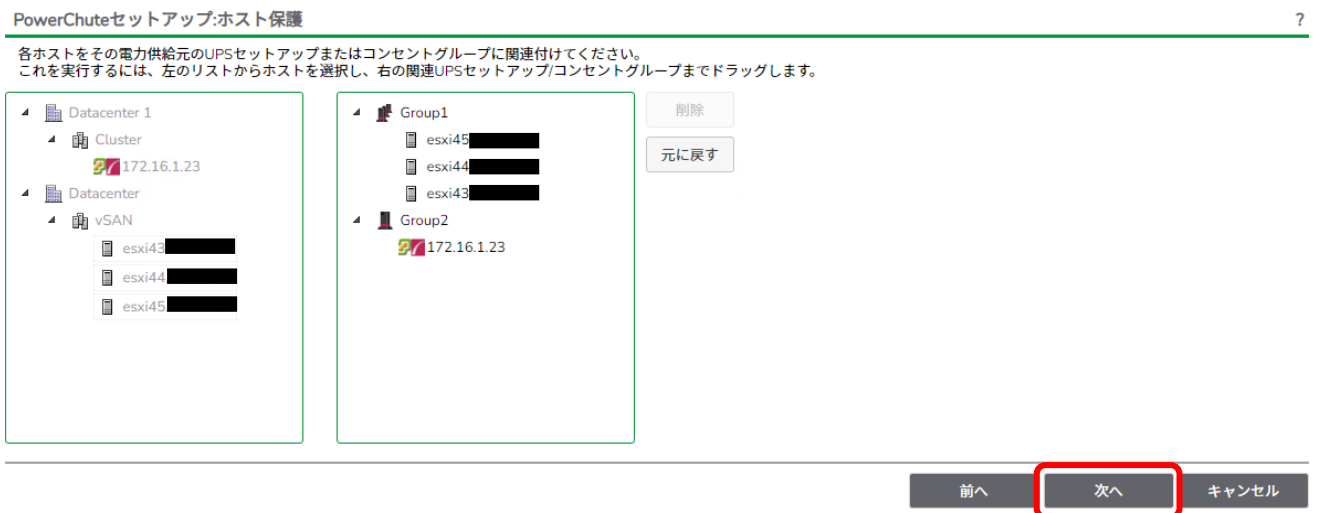 PowerChuteセットアップ:ホスト保護
?
各ホストをその電力供給元のUPSセットアップまたはコンセントグループに関連付けてください。
これを実行するには、左のリストからホストを選択し、右の関連UPSセットアップ/コンセントグループまでドラッグします。
Datacenter 1
Cluster
172.16.1.23
Datacenter
vSAN
esxi43
esxi44
esxi45
Group1
esxi45
esxi44
esxi43
Group2
172.16.1.23
削除
元に戻す
前へ
次へ
キャンセル